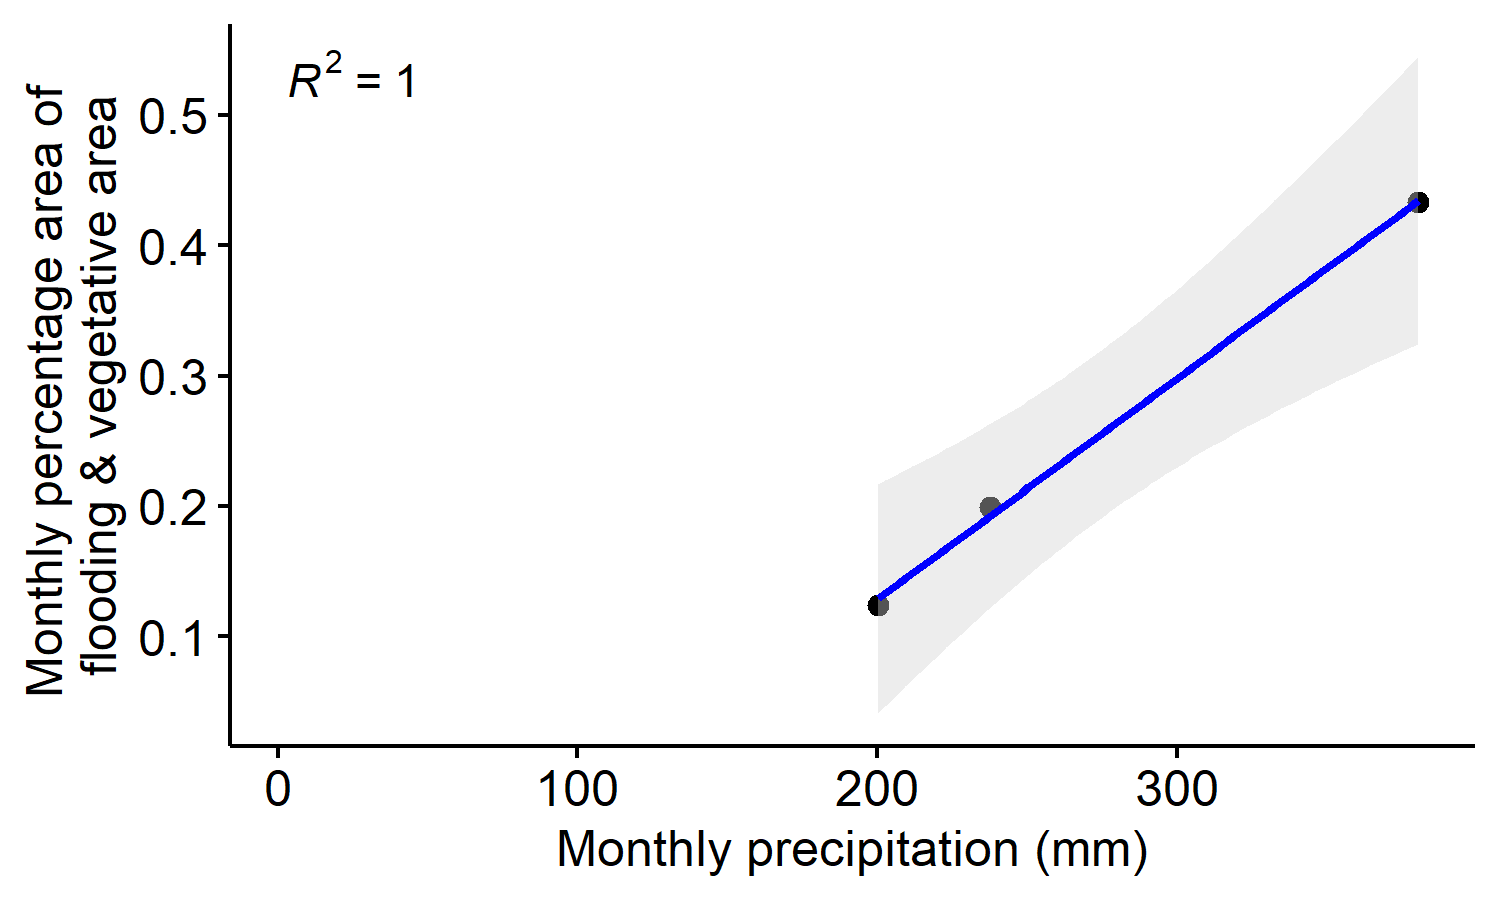 R² = 1
Monthly percentage area of
flooding & vegetative area
0.5
0.4
0.3
0.2
0.1
0 100 200 300
Monthly precipitation (mm)